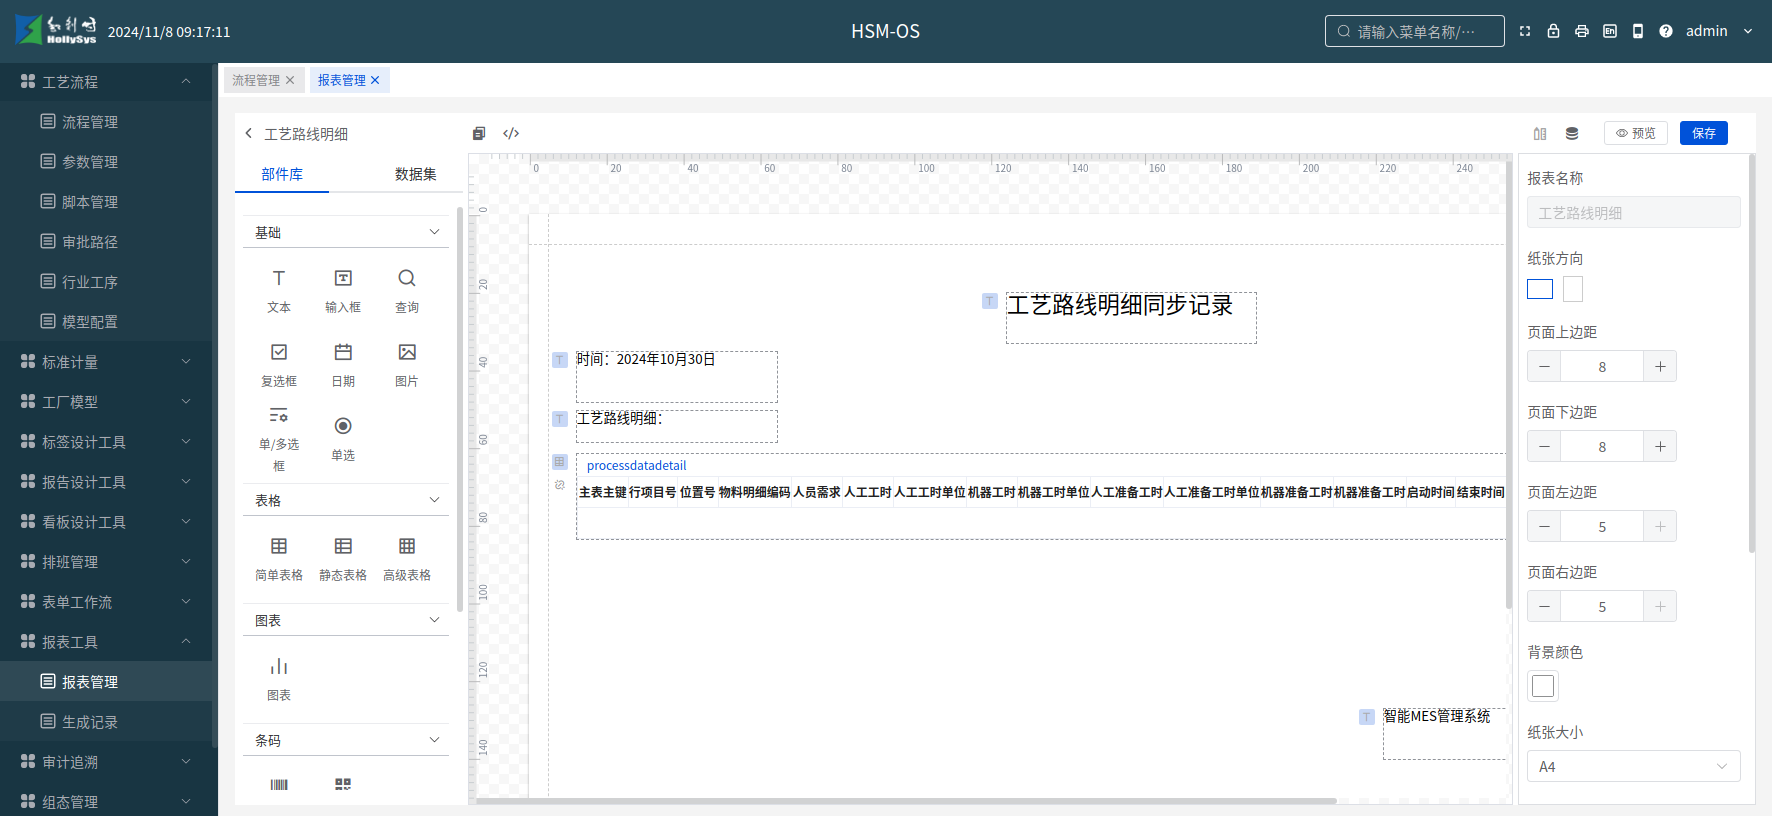 和利时
HollySys
2024/11/8 09:17:11
HSM-OS
请输入菜单名称/···
En
admin
工艺流程
流程管理
参数管理
脚本管理
审批路径
行业工序
模型配置
标准计量
工厂模型
标签设计工具
报告设计工具
看板设计工具
排班管理
表单工作流
报表工具
报表管理
生成记录
审计追溯
组态管理
流程管理
报表管理
工艺路线明细
预览
保存
部件库
数据集
基础
文本
输入框
查询
复选框
日期
图片
单/多选
框
单选
表格
简单表格
静态表格
高级表格
图表
图表
条码
0 20 40 60 80 100 120 140 160 180 200 220 240
0
20
40
60
80
100
120
140
T 工艺路线明细同步记录
T 时间：2024年10月30日
T 工艺路线明细：
processdatadetail
主表主键 行项目号 位置号 物料明细编码 人员需求 人工工时 人工工时单位 机器工时 机器工时单位 人工准备工时 人工准备工时单位 机器准备工时 机器准备工时 启动时间 结束时间
T 智能MES管理系统
报表名称
工艺路线明细
纸张方向
页面上边距
8
页面下边距
8
页面左边距
5
页面右边距
5
背景颜色
纸张大小
A4